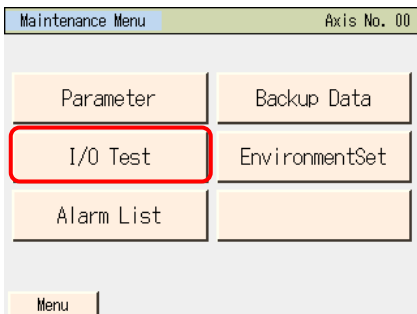 Maintenance Menu Axis No. 00
Parameter Backup Data
I/O Test EnvironmentSet
Alarm List
Menu